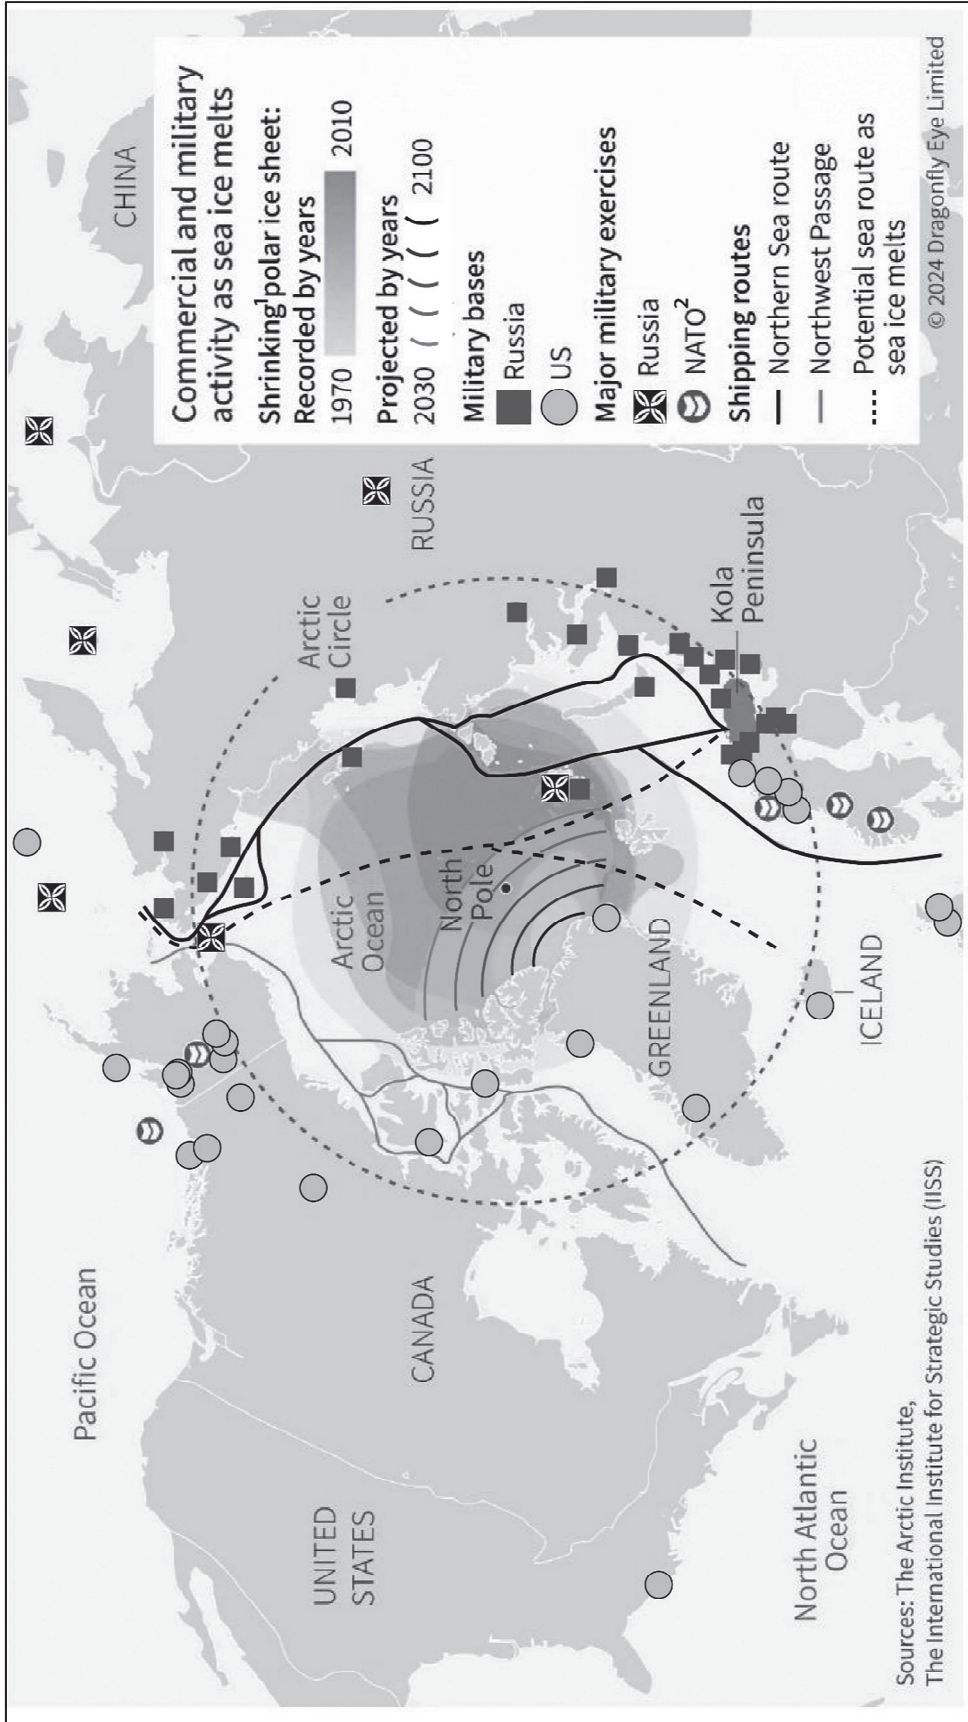 Commercial and military
activity as sea ice melts
Shrinking¹polar ice sheet:
Recorded by years
1970 2010
Projected by years
2030 2100
Military bases
Russia
US
Major military exercises
Russia
NATO²
Shipping routes
Northern Sea route
Northwest Passage
Potential sea route as
sea ice melts
© 2024 Dragonfly Eye Limited
CHINA
RUSSIA
Arctic
Circle
Kola
Peninsula
Arctic
Ocean
North
Pole
GREENLAND
ICELAND
Pacific Ocean
CANADA
UNITED
STATES
North Atlantic
Ocean
Sources: The Arctic Institute,
The International Institute for Strategic Studies (IISS)